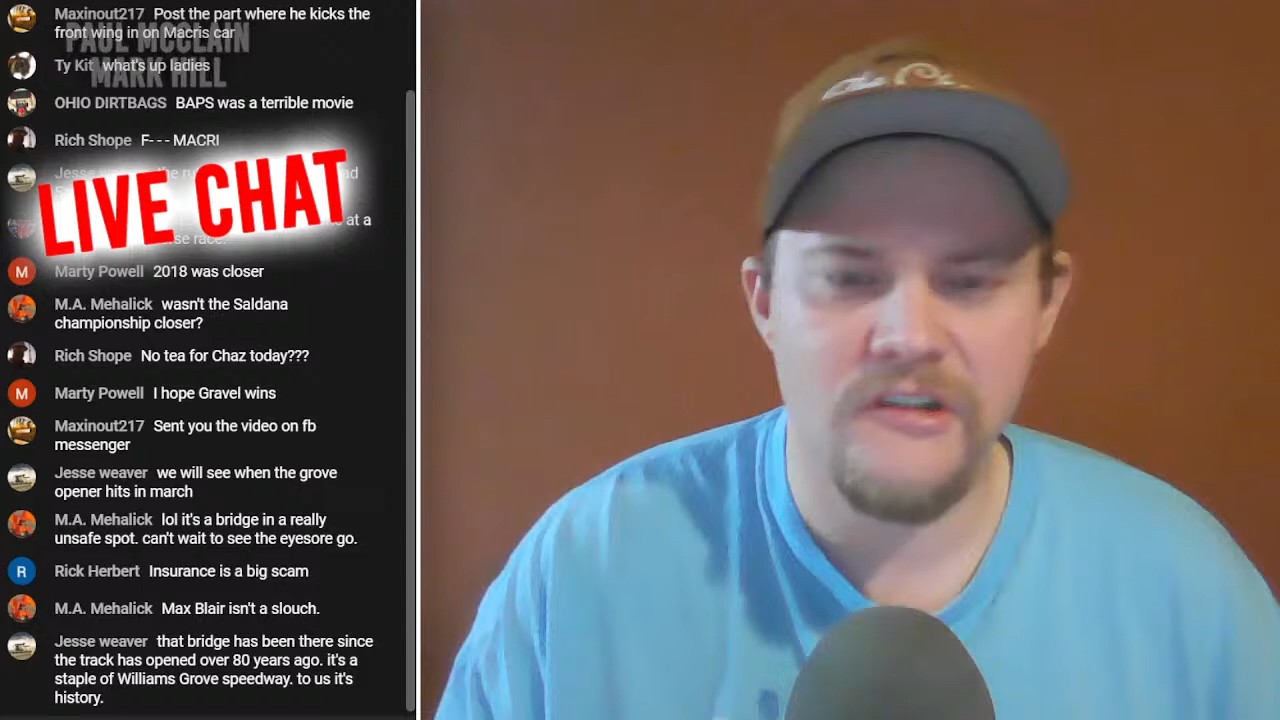 Maxinout217 Post the part where he kicks the
front wing in on Macris car
PAUL MCCLAIN
MARK HILL
Ty Kit what's up ladies
OHIO DIRTBAGS BAPS was a terrible movie
Rich Shope F--- MACRI
LIVE CHAT
at a
Marty Powell 2018 was closer
M.A. Mehalick wasn't the Saldana
championship closer?
Rich Shope No tea for Chaz today???
Marty Powell I hope Gravel wins
Maxinout217 Sent you the video on fb
messenger
Jesse weaver we will see when the grove
opener hits in march
M.A. Mehalick lol it's a bridge in a really
unsafe spot. can't wait to see the eyesore go.
Rick Herbert Insurance is a big scam
M.A. Mehalick Max Blair isn't a slouch.
Jesse weaver that bridge has been there since
the track has opened over 80 years ago. it's a
staple of Williams Grove speedway. to us it's
history.
M
M
R